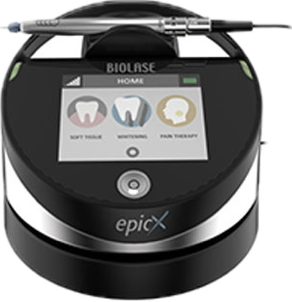 BIOLASE
HOME
SOFT TISSUE WHITENING PAIN THERAPY
epicX